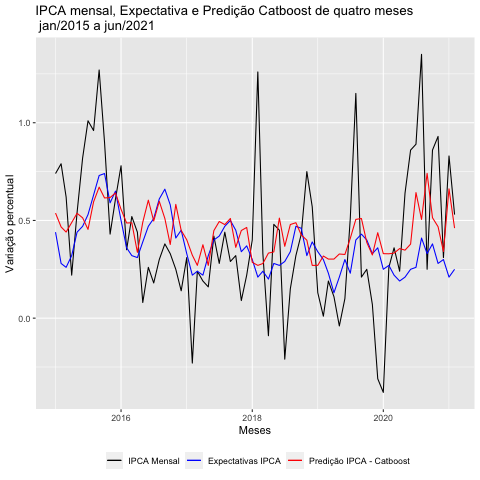 IPCA mensal, Expectativa e Predição Catboost de quatro meses
jan/2015 a jun/2021
Variação percentual
1.0
0.5
0.0
2016
2018
2020
Meses
IPCA Mensal
Expectativas IPCA
Predição IPCA - Catboost